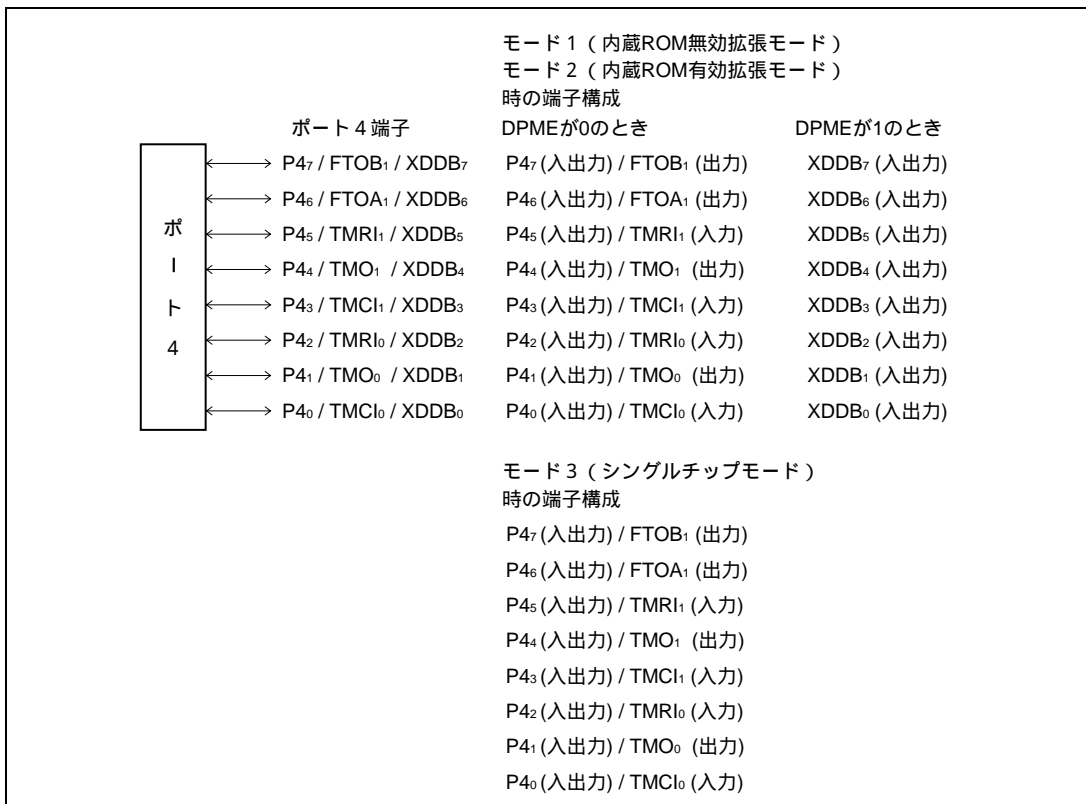 モード1（内蔵ROM無効拡張モード）
モード2（内蔵ROM有効拡張モード）
時の端子構成
ポート4端子 DPMEが0のとき DPMEが1のとき
ポート4
P4₇ / FTOB₁ / XDDB₇ P4₇ (入出力) / FTOB₁ (出力) XDDB₇ (入出力)
P4₆ / FTOA₁ / XDDB₆ P4₆ (入出力) / FTOA₁ (出力) XDDB₆ (入出力)
P4₅ / TMRI₁ / XDDB₅ P4₅ (入出力) / TMRI₁ (入力) XDDB₅ (入出力)
P4₄ / TMO₁ / XDDB₄ P4₄ (入出力) / TMO₁ (出力) XDDB₄ (入出力)
P4₃ / TMCI₁ / XDDB₃ P4₃ (入出力) / TMCI₁ (入力) XDDB₃ (入出力)
P4₂ / TMRI₀ / XDDB₂ P4₂ (入出力) / TMRI₀ (入力) XDDB₂ (入出力)
P4₁ / TMO₀ / XDDB₁ P4₁ (入出力) / TMO₀ (出力) XDDB₁ (入出力)
P4₀ / TMCI₀ / XDDB₀ P4₀ (入出力) / TMCI₀ (入力) XDDB₀ (入出力)
モード3（シングルチップモード）
時の端子構成
P4₇ (入出力) / FTOB₁ (出力)
P4₆ (入出力) / FTOA₁ (出力)
P4₅ (入出力) / TMRI₁ (入力)
P4₄ (入出力) / TMO₁ (出力)
P4₃ (入出力) / TMCI₁ (入力)
P4₂ (入出力) / TMRI₀ (入力)
P4₁ (入出力) / TMO₀ (出力)
P4₀ (入出力) / TMCI₀ (入力)